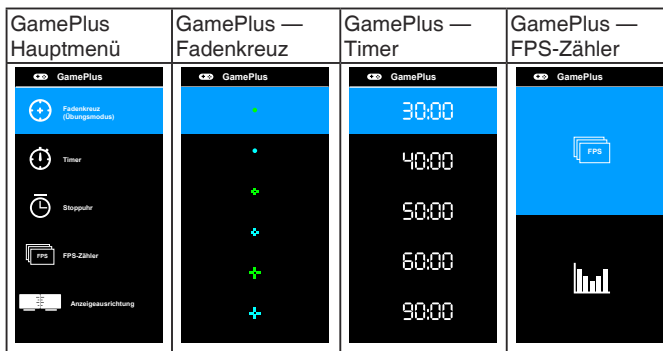 GamePlus
Hauptmenü
GamePlus —
Fadenkreuz
GamePlus —
Timer
GamePlus —
FPS-Zähler
GamePlus
Fadenkreuz
(Übungsmodus)
Timer
Stoppuhr
FPS
FPS-Zähler
Anzeigeausrichtung
GamePlus
GamePlus
30:00
40:00
50:00
60:00
90:00
GamePlus
FPS